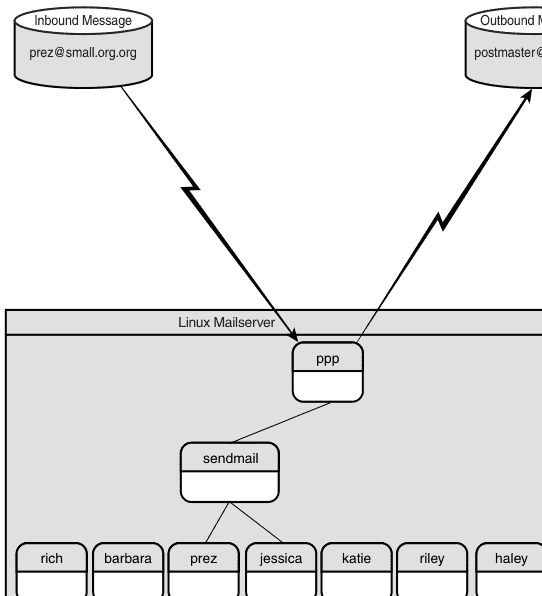 Inbound Message
Outbound
prez@small.org.org
postmaster@
Linux Mailserver
ppp
sendmail
rich
barbara
prez
jessica
katie
riley
haley